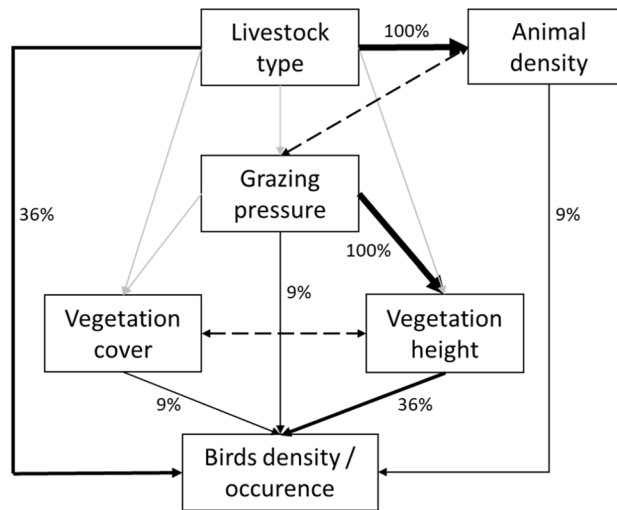 Livestock
type
100%
Animal
density
Grazing
pressure
36%
100%
9%
9%
Vegetation
cover
Vegetation
height
9%
36%
Birds density /
occurence